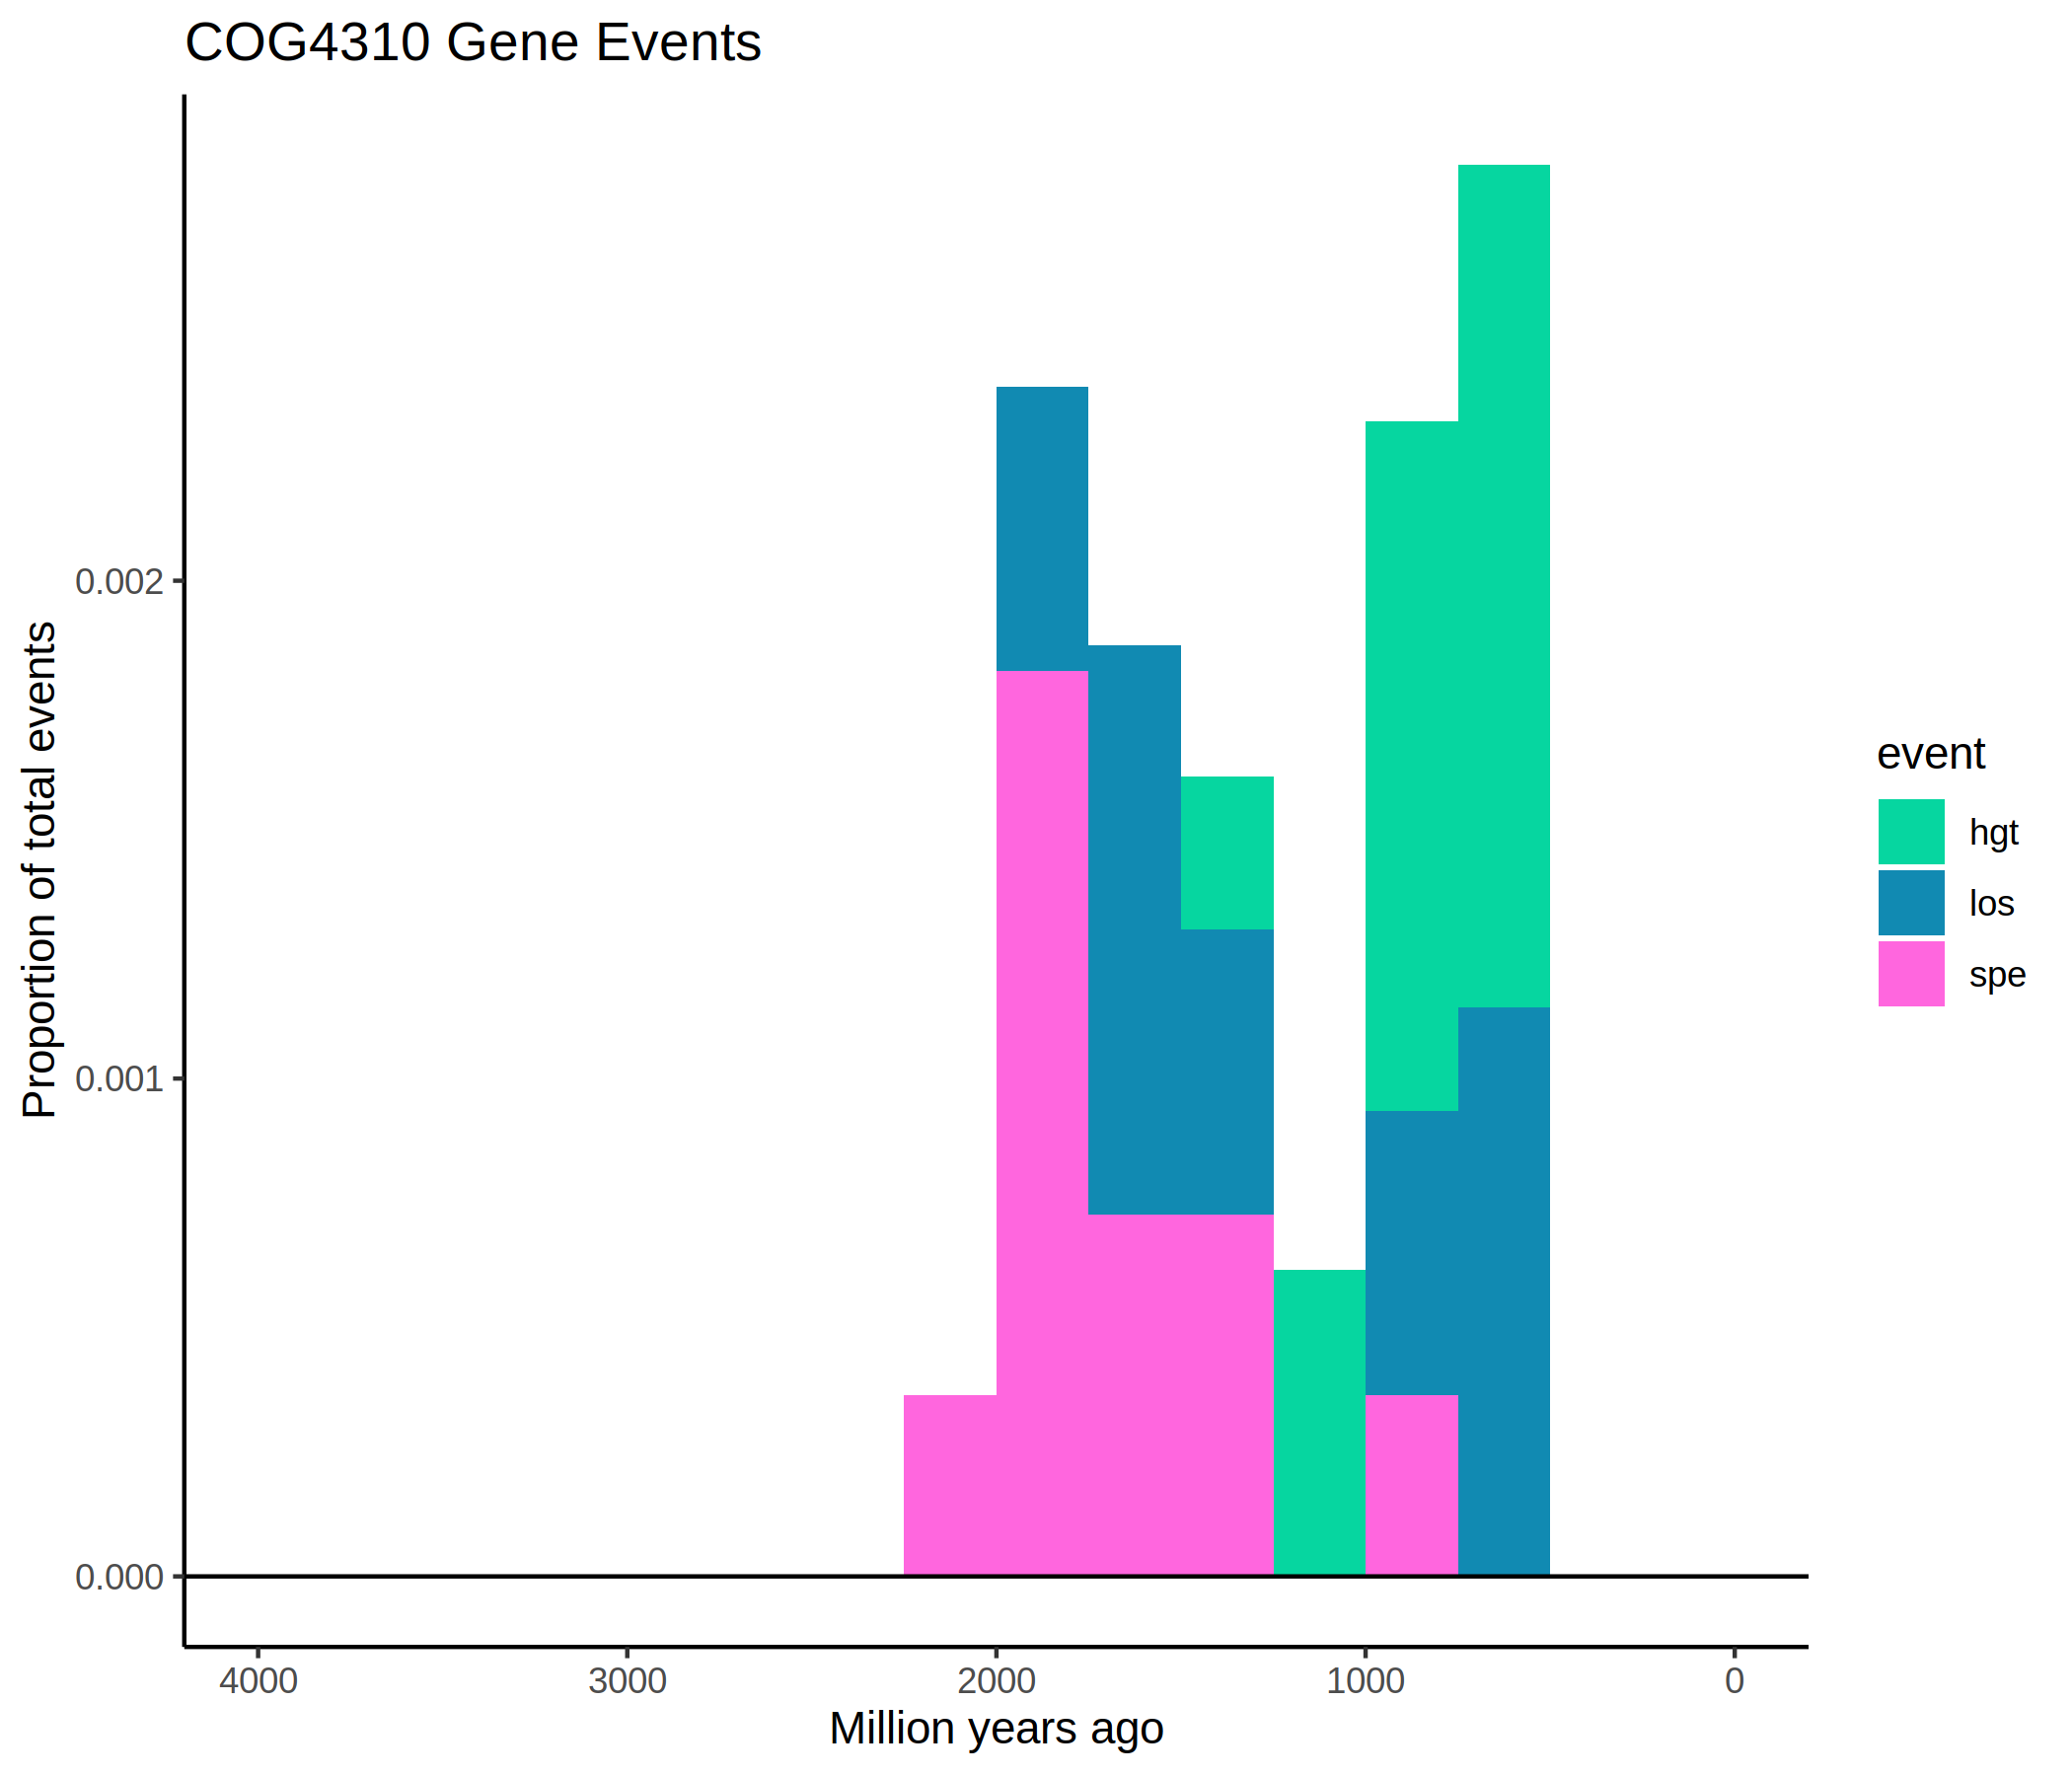 COG4310 Gene Events
Proportion of total events
0.002
0.001
0.000
4000 3000 2000 1000 0
Million years ago
event
hgt
los
spe